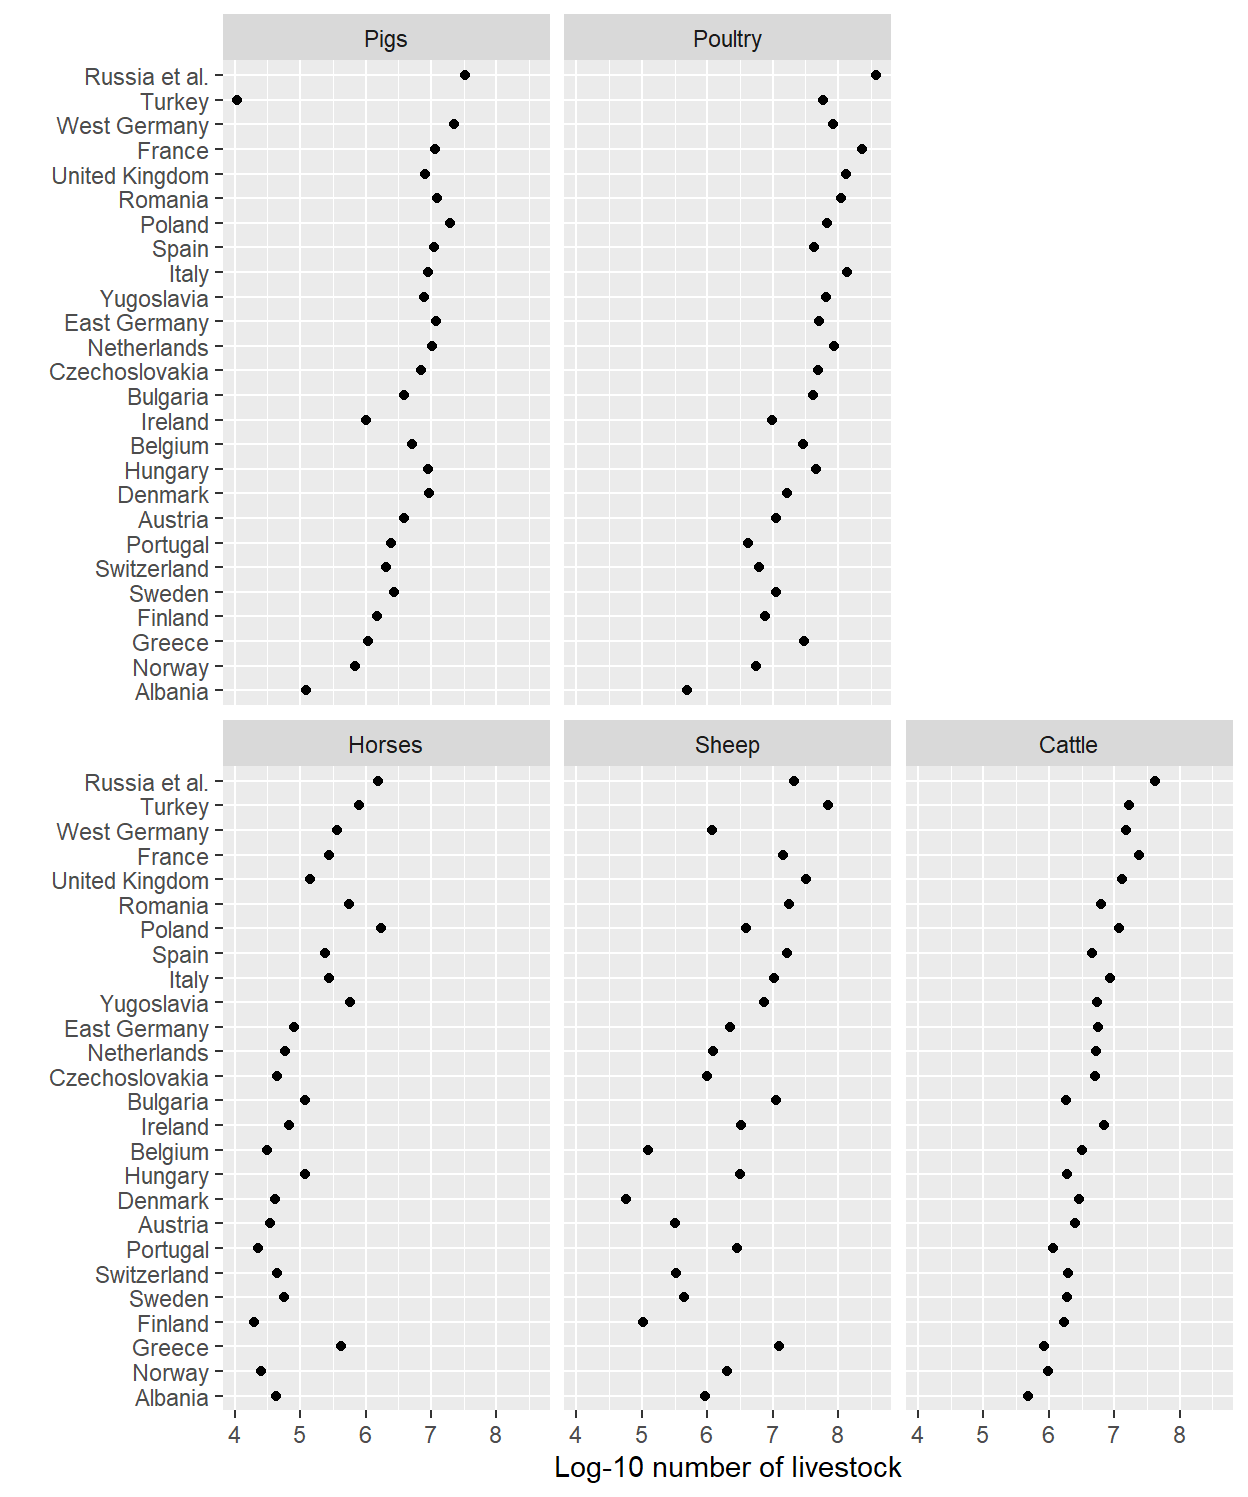 Pigs
Poultry
Russia et al.
Turkey
West Germany
France
United Kingdom
Romania
Poland
Spain
Italy
Yugoslavia
East Germany
Netherlands
Czechoslovakia
Bulgaria
Ireland
Belgium
Hungary
Denmark
Austria
Portugal
Switzerland
Sweden
Finland
Greece
Norway
Albania
Horses
Sheep
Cattle
Russia et al.
Turkey
West Germany
France
United Kingdom
Romania
Poland
Spain
Italy
Yugoslavia
East Germany
Netherlands
Czechoslovakia
Bulgaria
Ireland
Belgium
Hungary
Denmark
Austria
Portugal
Switzerland
Sweden
Finland
Greece
Norway
Albania
4 5 6 7 8
4 5 6 7 8
4 5 6 7 8
Log-10 number of livestock